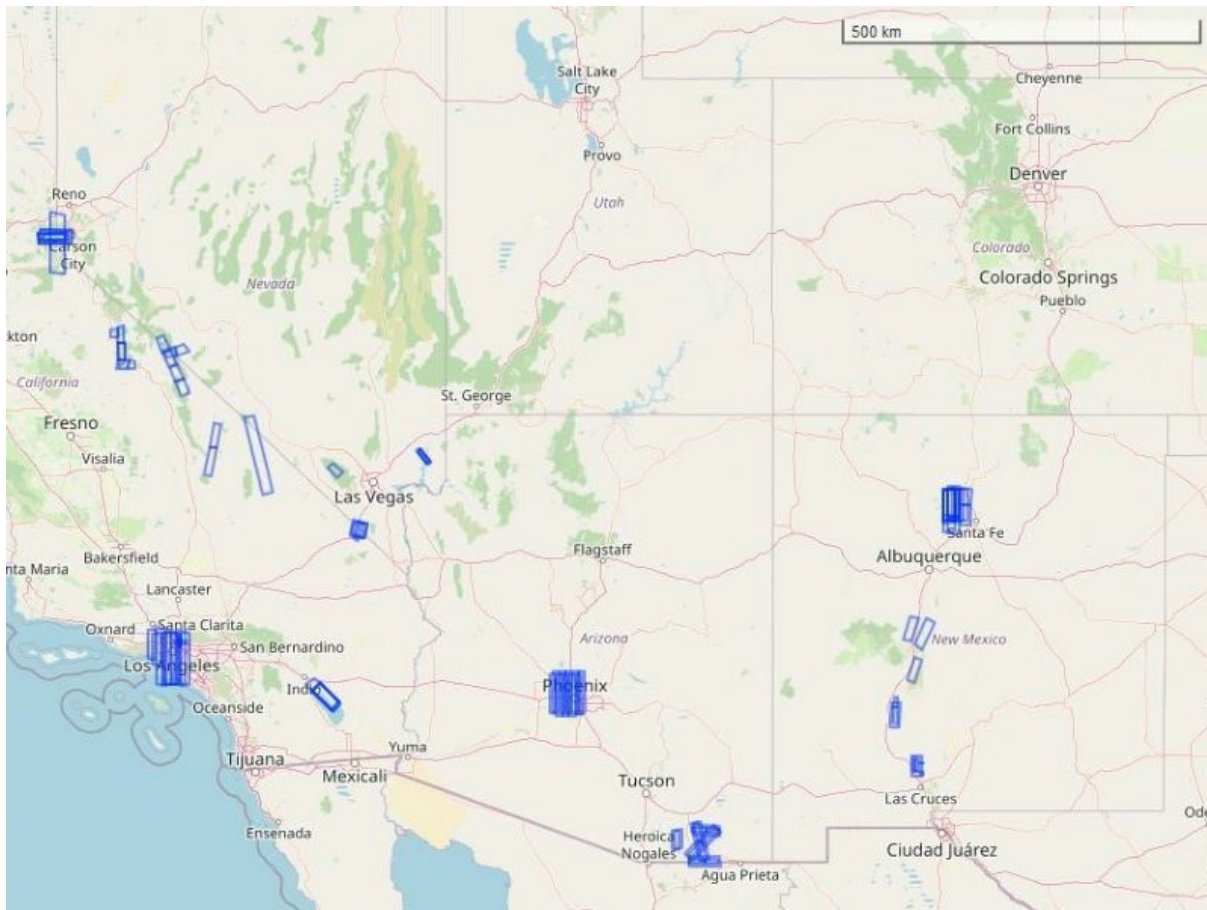 500 km
Salt Lake
City
Cheyenne
Fort Collins
Provo
Denver
Reno
Utah
Carson
City
Colorado
Colorado Springs
Nevada
Pueblo
kton
California
St. George
Fresno
Visalia
Las Vegas
Santa Fe
Bakersfield
Flagstaff
Albuquerque
nta Maria
Lancaster
Oxnard
Santa Clarita
San Bernardino
Arizona
New Mexico
Los Angeles
Indio
Phoenix
Oceanside
Yuma
Tijuana
Mexicali
Tucson
Las Cruces
Ode
Ensenada
Heroica
Nogales
Ciudad Juárez
Agua Prieta